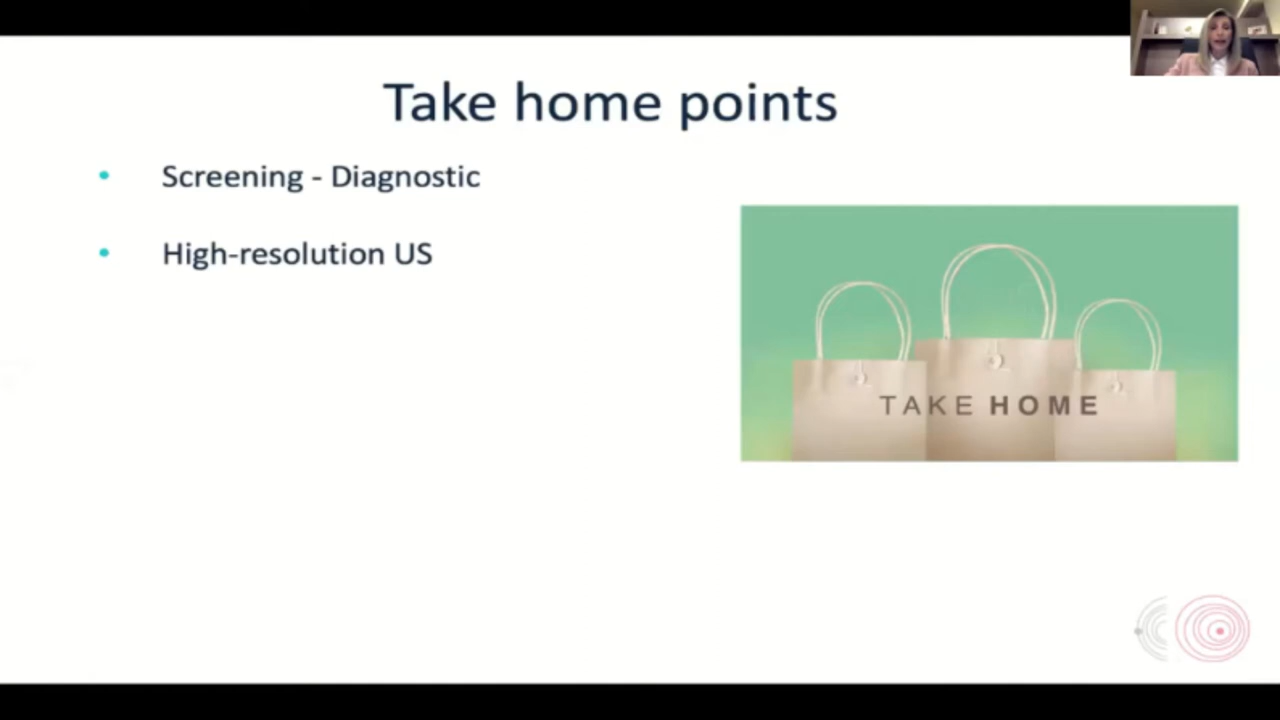 Take home points
• Screening - Diagnostic
• High-resolution US
TAKE HOME